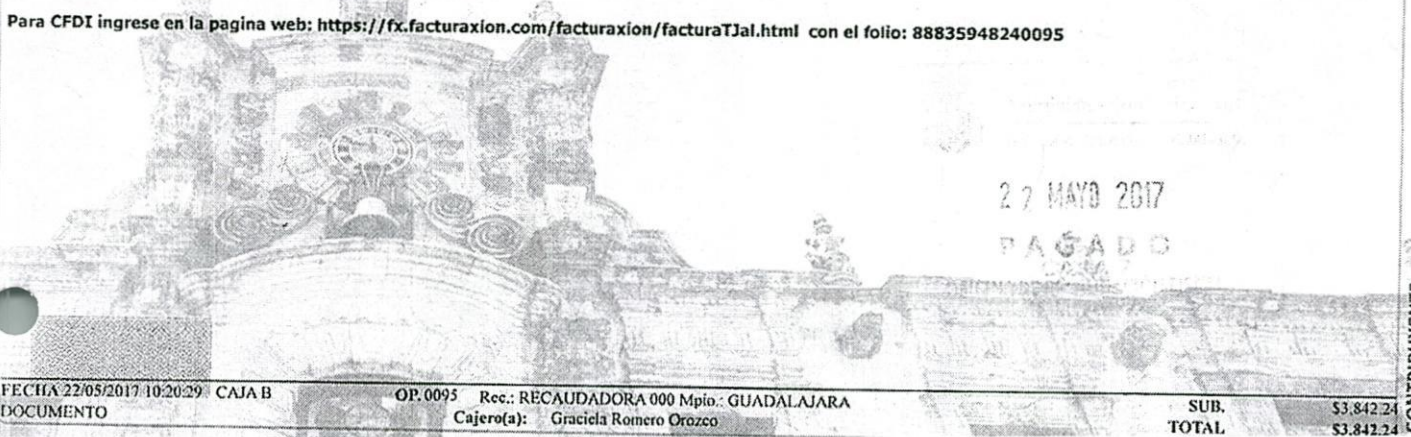 Para CFDI ingrese en la pagina web: https://fx.facturaxion.com/facturaxion/facturaTJal.html con el folio: 88835948240095
22 MAYO 2017
PAGADO
FECHA 22/05/2017 10:20:29 CAJA B OP. 0095 Rec.: RECAUDADORA 000 Mpio.: GUADALAJARA SUB. $3,842.24
DOCUMENTO Cajero(a): Graciela Romero Orozco TOTAL $3,842.24
CONTRIBUYENTE